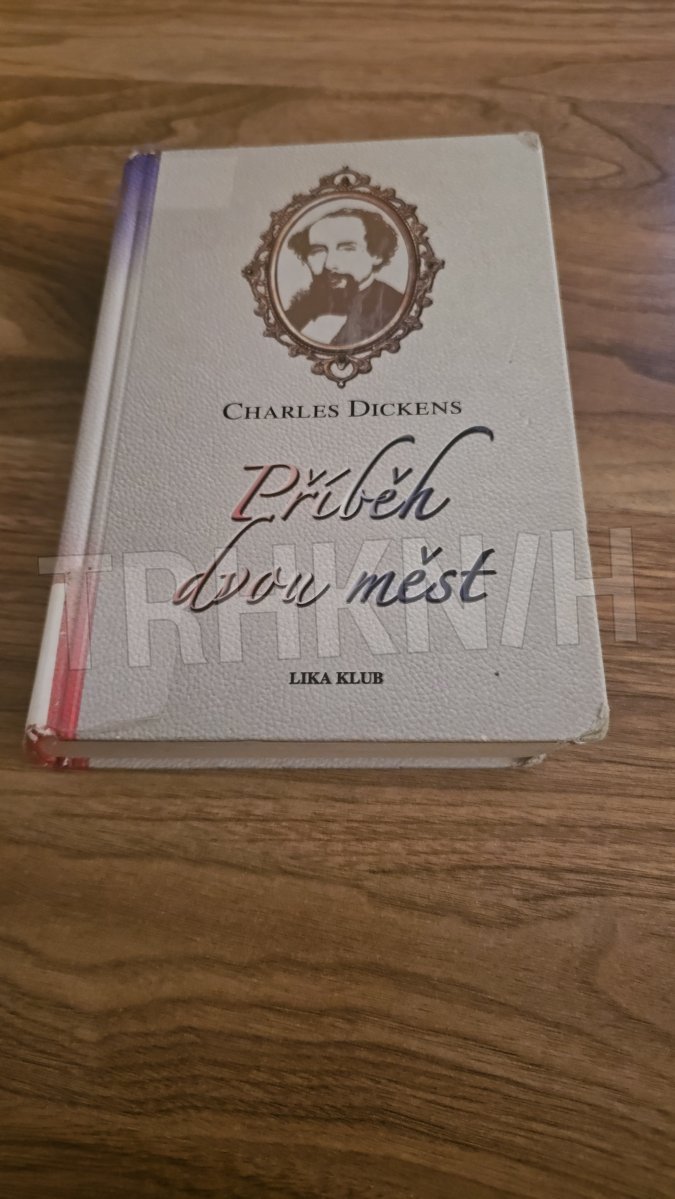 CHARLES DICKENS
Příběh
dvou měst
TRHKNIH
LIKA KLUB